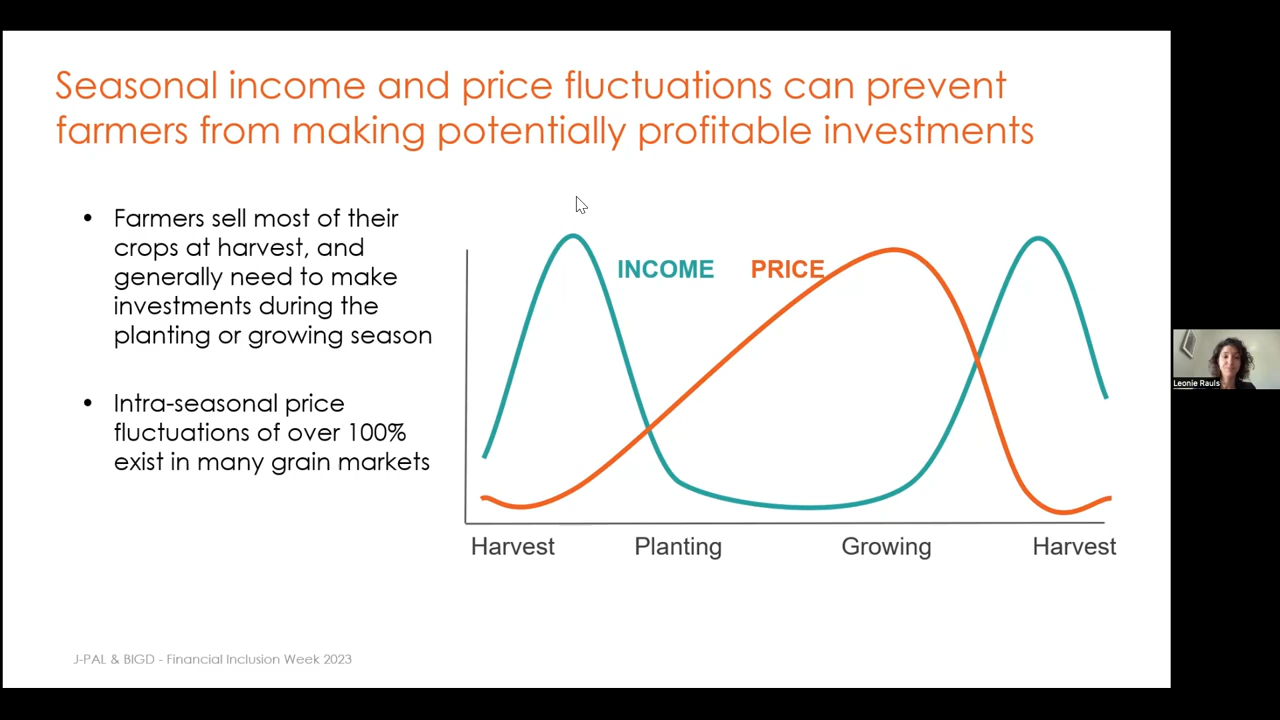 Seasonal income and price fluctuations can prevent
farmers from making potentially profitable investments
• Farmers sell most of their
crops at harvest, and
generally need to make
investments during the
planting or growing season
• Intra-seasonal price
fluctuations of over 100%
exist in many grain markets
INCOME PRICE
Harvest Planting Growing Harvest
J-PAL & BIGD - Financial Inclusion Week 2023
Leonie Rauls